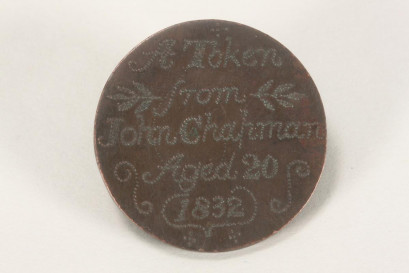 A Token
from
John Chapman
Aged 20
1832